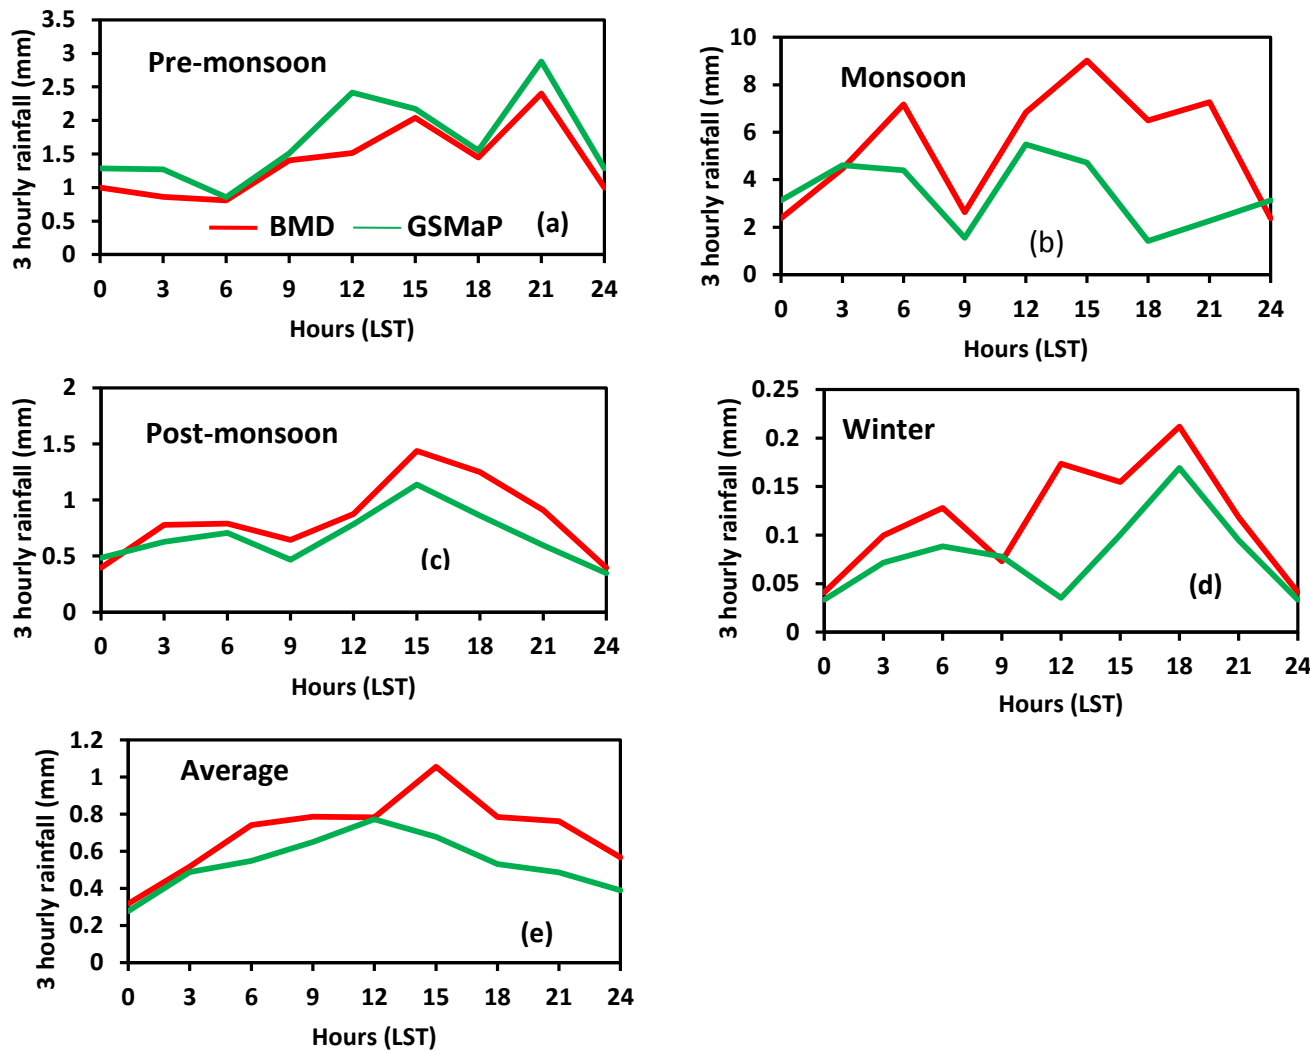 3.5
3
2.5
2
1.5
1
0.5
0
3 hourly rainfall (mm)
Pre-monsoon
BMD
GSMaP
(a)
0 3 6 9 12 15 18 21 24
Hours (LST)
10
8
6
4
2
0
3 hourly rainfall (mm)
Monsoon
(b)
0 3 6 9 12 15 18 21 24
Hours (LST)
2
1.5
1
0.5
0
3 hourly rainfall (mm)
Post-monsoon
(c)
0 3 6 9 12 15 18 21 24
Hours (LST)
0.25
0.2
0.15
0.1
0.05
0
3 hourly rainfall (mm)
Winter
(d)
0 3 6 9 12 15 18 21 24
Hours (LST)
1.2
1
0.8
0.6
0.4
0.2
0
3 hourly rainfall (mm)
Average
(e)
0 3 6 9 12 15 18 21 24
Hours (LST)